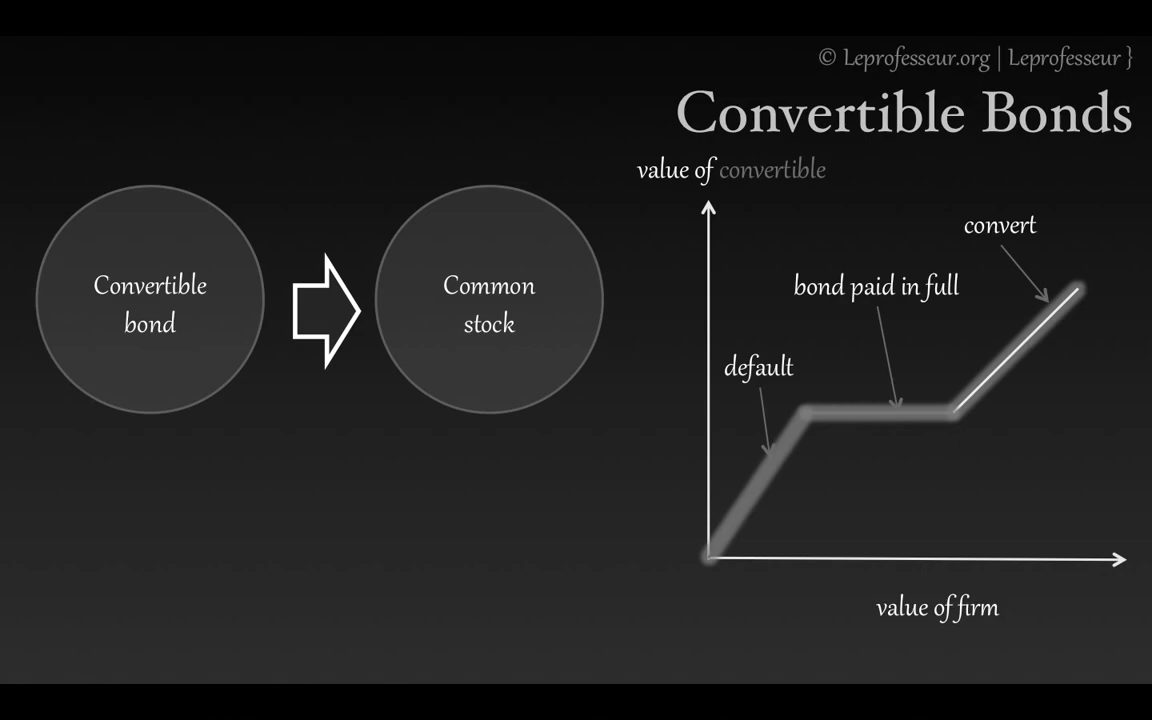 © Leprofesseur.org | Leprofesseur }
Convertible Bonds
value of convertible
convert
bond paid in full
default
Convertible
bond
Common
stock
value of firm